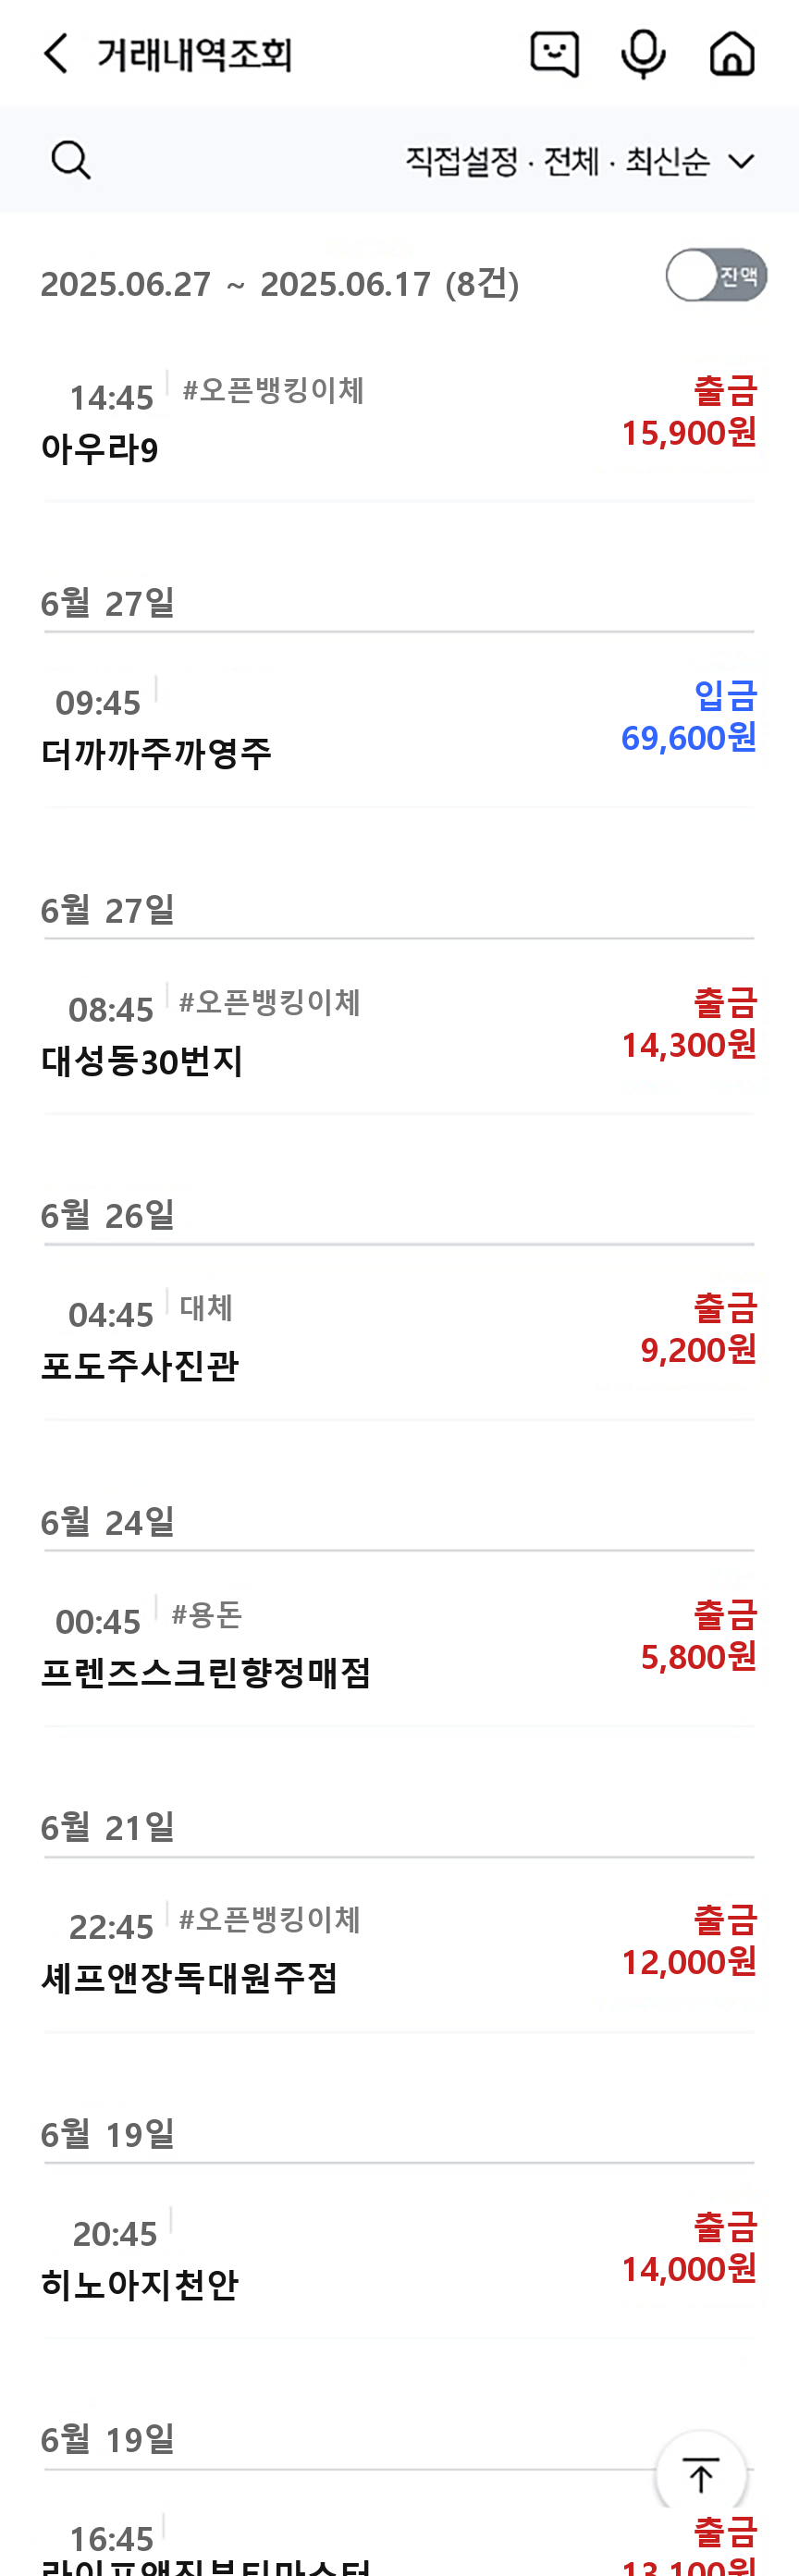 거래내역조회
직접설정 · 전체 · 최신순
2025.06.27 ~ 2025.06.17 (8건)
잔액
14:45 #오픈뱅킹이체
출금
아우라9
15,900원
6월 27일
09:45
입금
더까까주까영주
69,600원
6월 27일
08:45 #오픈뱅킹이체
출금
대성동30번지
14,300원
6월 26일
04:45 대체
출금
포도주사진관
9,200원
6월 24일
00:45 #용돈
출금
프렌즈스크린향정매점
5,800원
6월 21일
22:45 #오픈뱅킹이체
출금
셰프앤장독대원주점
12,000원
6월 19일
20:45
출금
히노아지천안
14,000원
6월 19일
16:45
출금
13,100원